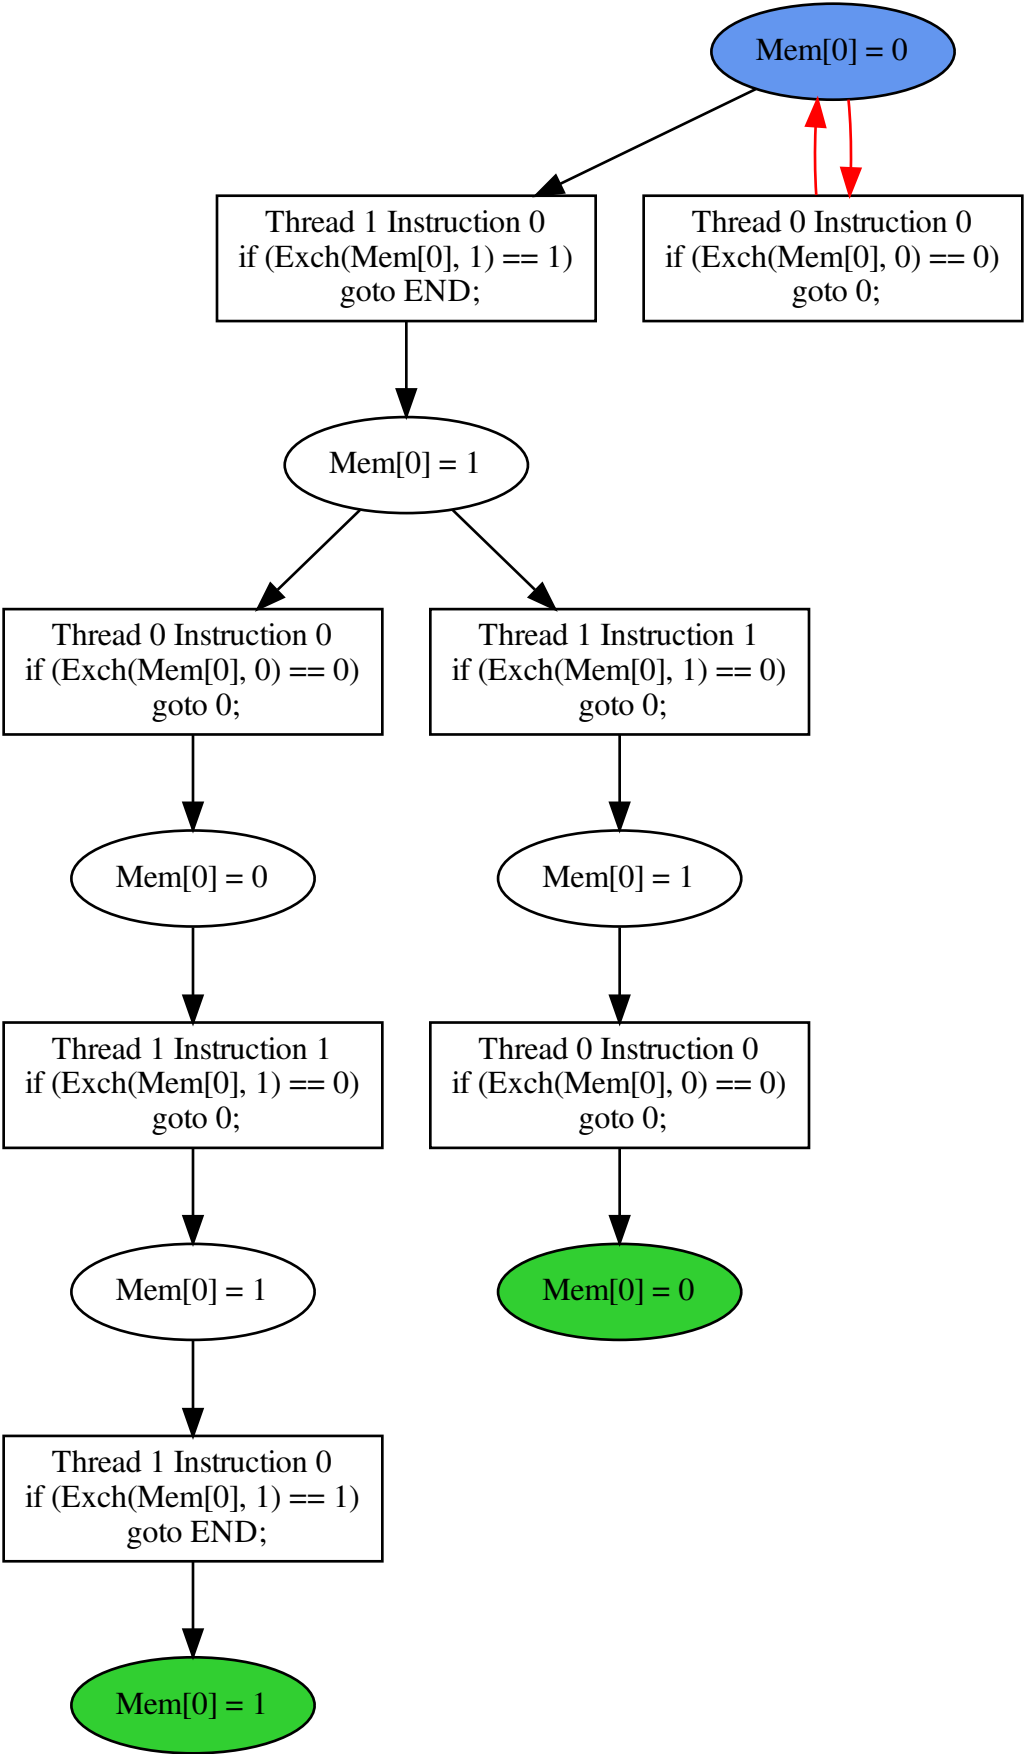 Mem[0] = 0
Thread 1 Instruction 0
if (Exch(Mem[0], 1) == 1)
goto END;
Thread 0 Instruction 0
if (Exch(Mem[0], 0) == 0)
goto 0;
Mem[0] = 1
Thread 0 Instruction 0
if (Exch(Mem[0], 0) == 0)
goto 0;
Thread 1 Instruction 1
if (Exch(Mem[0], 1) == 0)
goto 0;
Mem[0] = 0
Mem[0] = 1
Thread 1 Instruction 1
if (Exch(Mem[0], 1) == 0)
goto 0;
Thread 0 Instruction 0
if (Exch(Mem[0], 0) == 0)
goto 0;
Mem[0] = 1
Mem[0] = 0
Thread 1 Instruction 0
if (Exch(Mem[0], 1) == 1)
goto END;
Mem[0] = 1